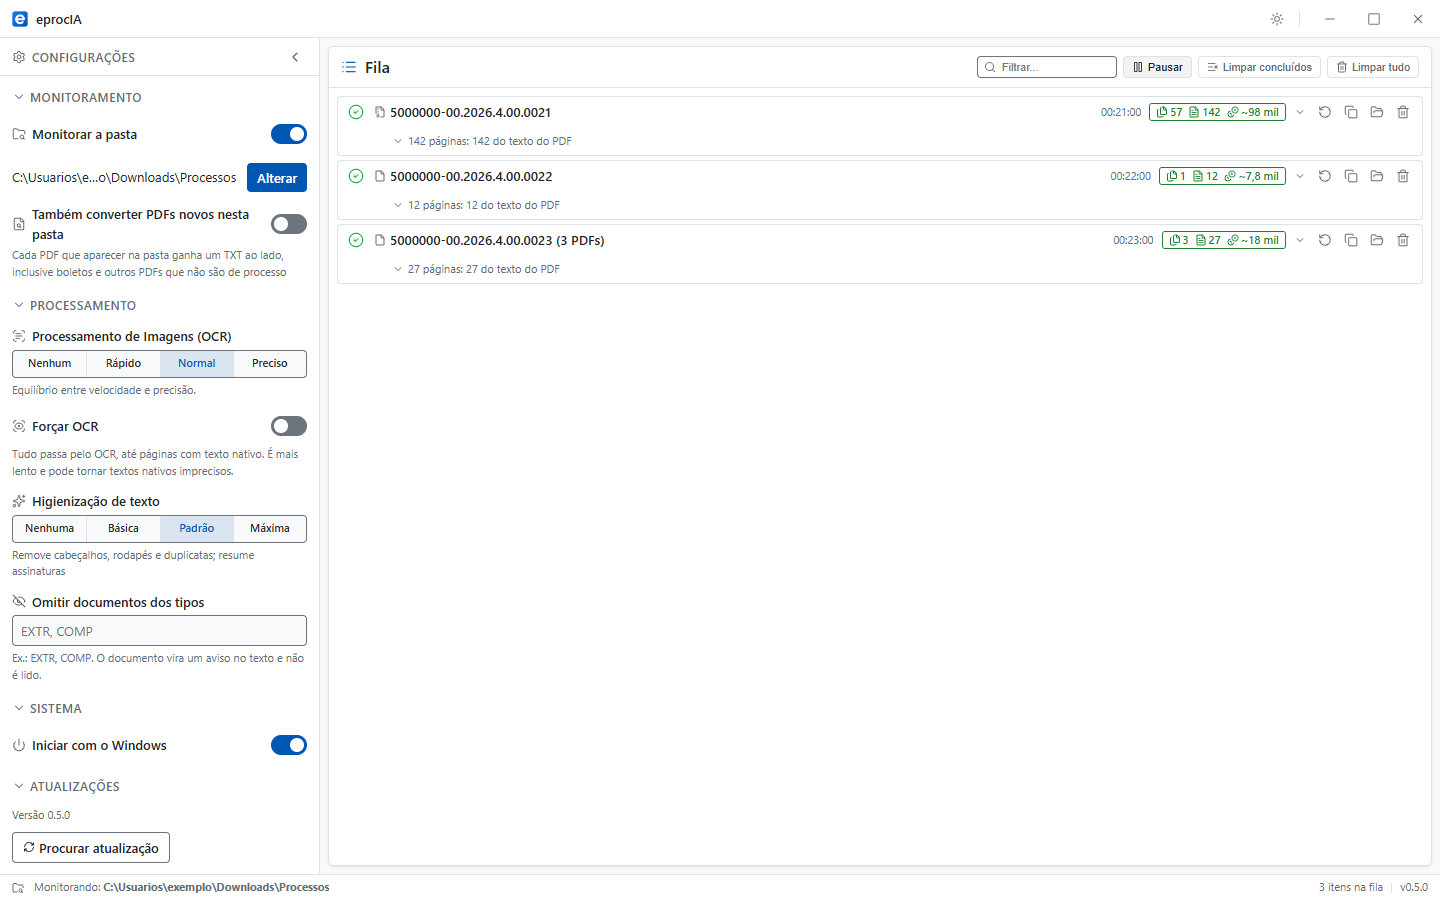 eprocIA
CONFIGURAÇÕES
MONITORAMENTO
Monitorar a pasta
C:\Usuarios\e...o\Downloads\Processos
Alterar
Também converter PDFs novos nesta
pasta
Cada PDF que aparecer na pasta ganha um TXT ao lado,
inclusive boletos e outros PDFs que não são de processo
PROCESSAMENTO
Processamento de Imagens (OCR)
Nenhum Rápido Normal Preciso
Equilíbrio entre velocidade e precisão.
Forçar OCR
Tudo passa pelo OCR, até páginas com texto nativo. É mais
lento e pode tornar textos nativos imprecisos.
Higienização de texto
Nenhuma Básica Padrão Máxima
Remove cabeçalhos, rodapés e duplicatas; resume
assinaturas
Omitir documentos dos tipos
EXTR, COMP
Ex.: EXTR, COMP. O documento vira um aviso no texto e não
é lido.
SISTEMA
Iniciar com o Windows
ATUALIZAÇÕES
Versão 0.5.0
Procurar atualização
Fila
Filtrar...
Pausar
Limpar concluídos
Limpar tudo
5000000-00.2026.4.00.0021 00:21:00 57 142 ~98 mil
142 páginas: 142 do texto do PDF
5000000-00.2026.4.00.0022 00:22:00 1 12 ~7,8 mil
12 páginas: 12 do texto do PDF
5000000-00.2026.4.00.0023 (3 PDFs) 00:23:00 3 27 ~18 mil
27 páginas: 27 do texto do PDF
Monitorando: C:\Usuarios\exemplo\Downloads\Processos
3 itens na fila v0.5.0